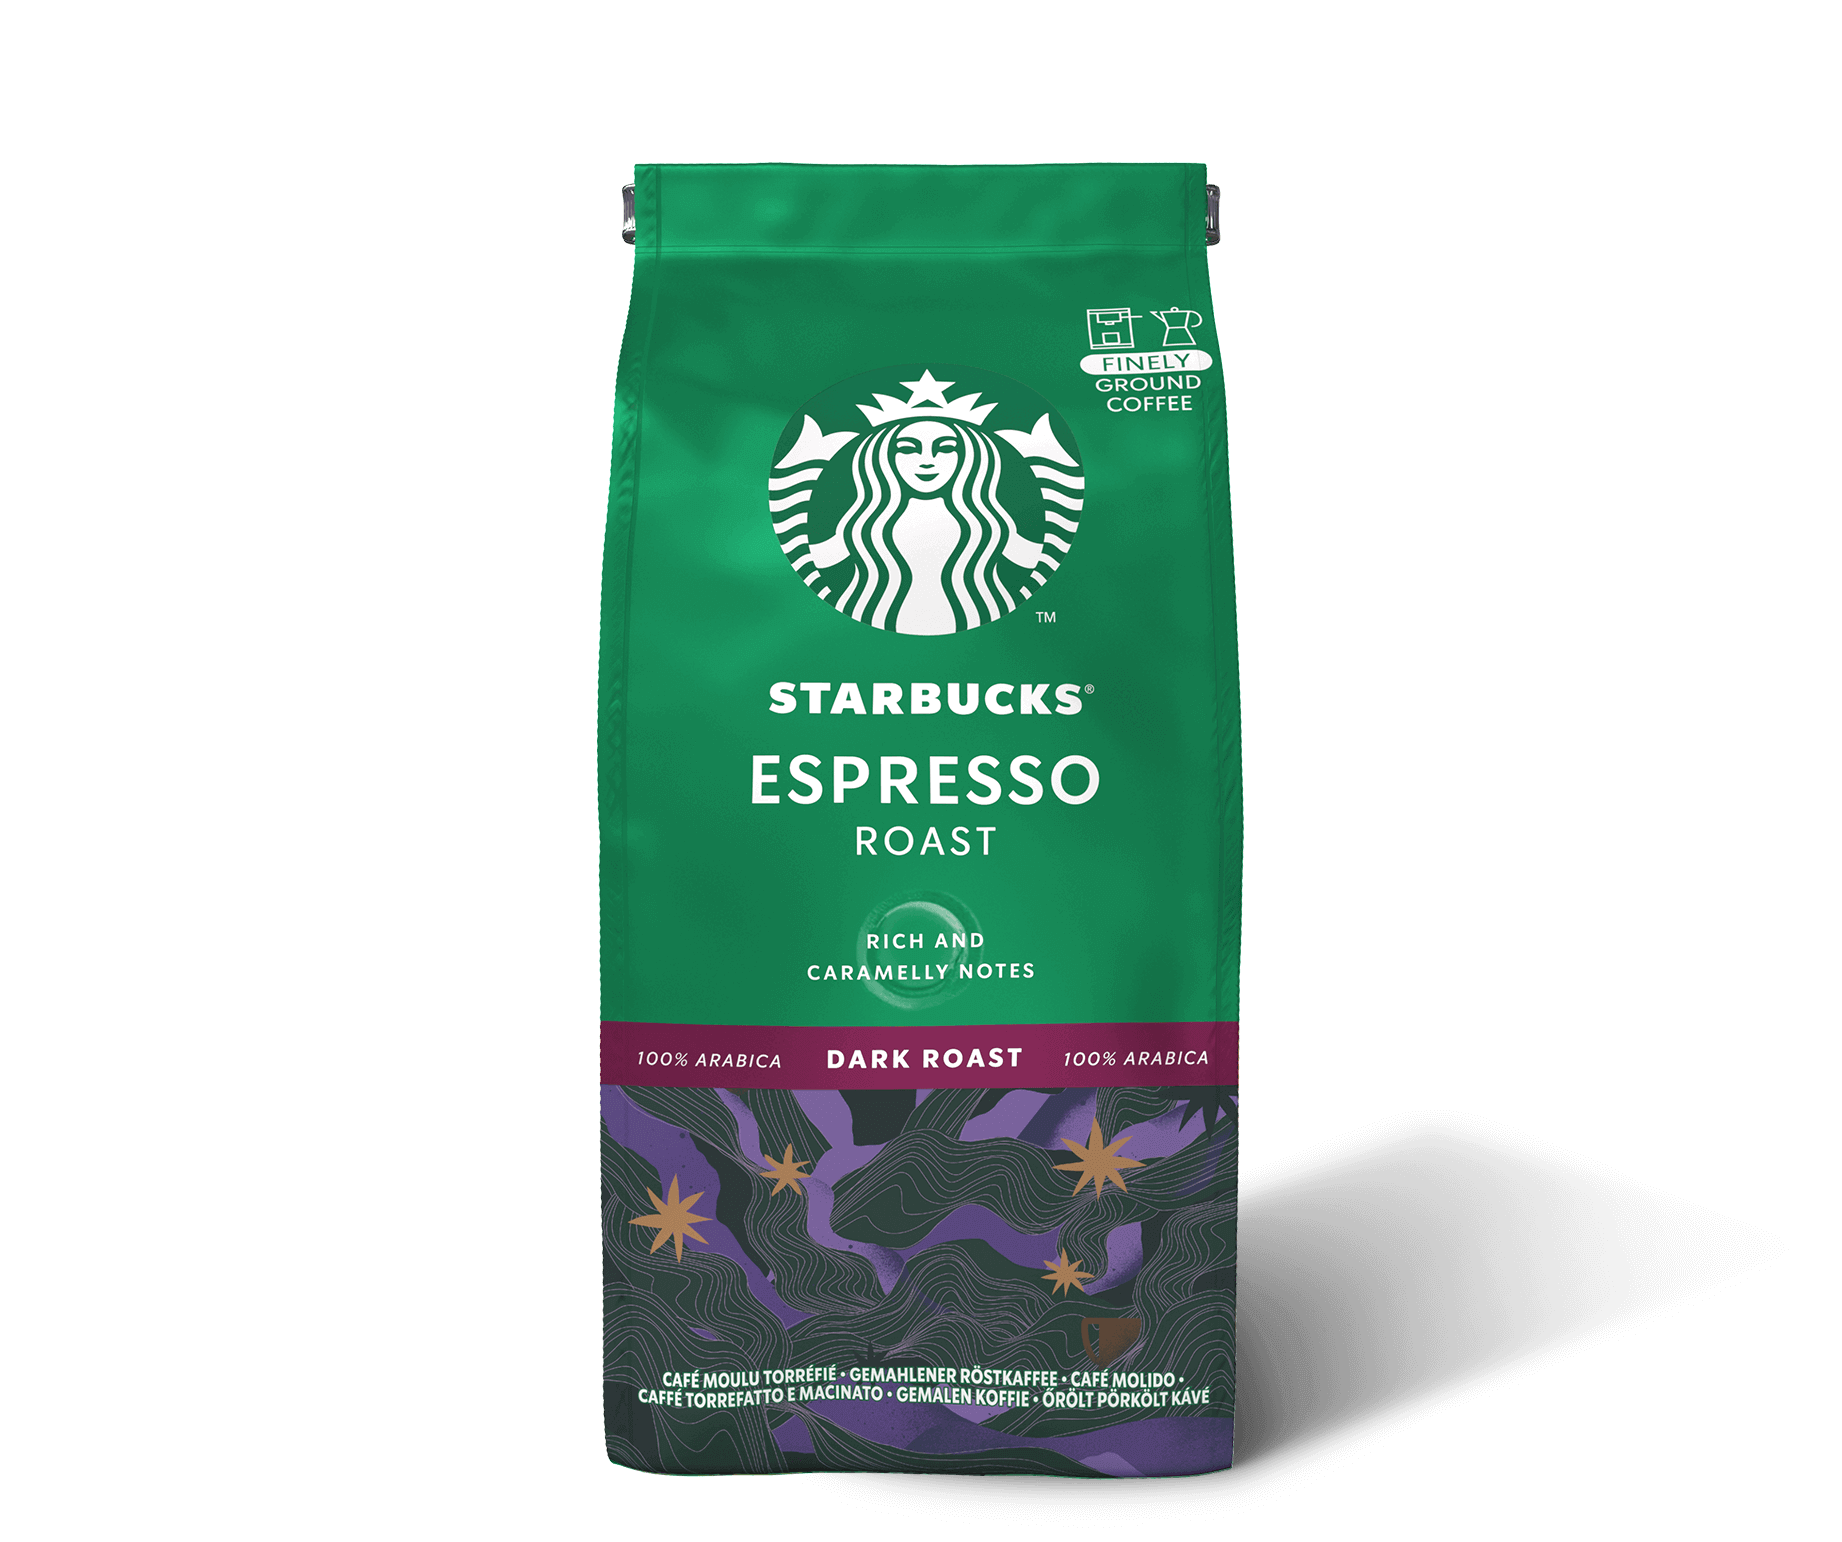 FINELY
GROUND
COFFEE
TM
STARBUCKS®
ESPRESSO
ROAST
RICH AND
CARAMELLY NOTES
100% ARABICA DARK ROAST 100% ARABICA
CAFÉ MOULU TORRÉFIÉ • GEMAHLENER RÖSTKAFFEE • CAFÉ MOLIDO •
CAFFÉ TORREFATTO E MACINATO • GEMALEN KOFFIE • ŐRÖLT PÖRKÖLT KÁVÉ